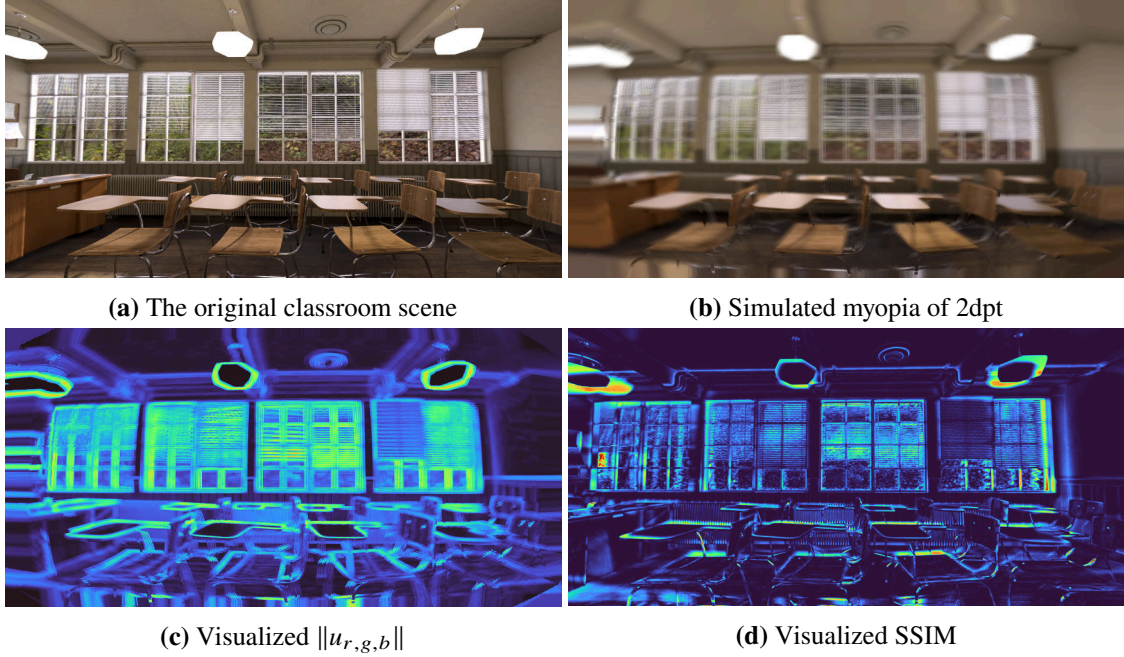 (a) The original classroom scene
(b) Simulated myopia of 2dpt
(c) Visualized ∥u_{r,g,b}∥
(d) Visualized SSIM